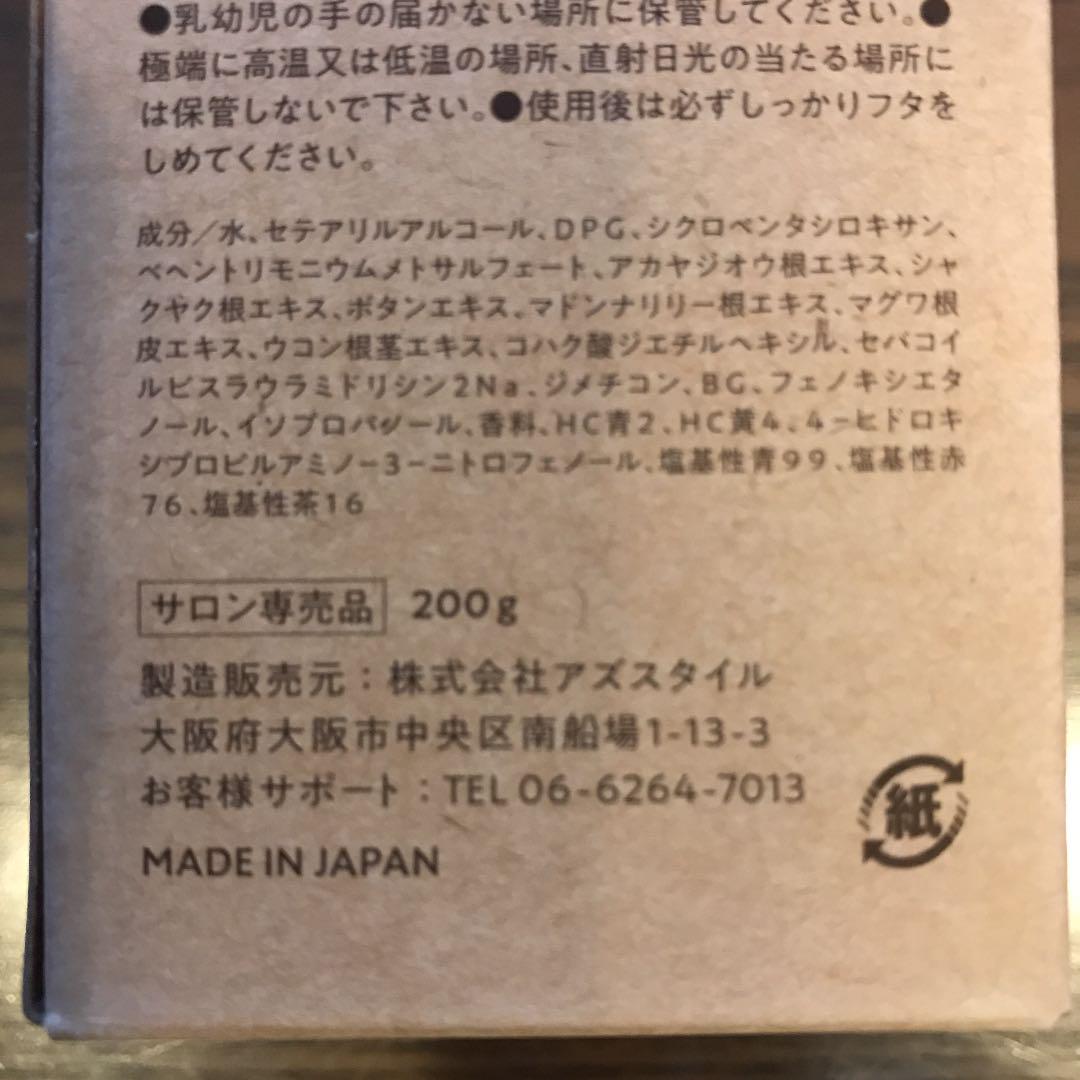 ●乳幼児の手の届かない場所に保管してください。●
極端に高温又は低温の場所、直射日光の当たる場所に
は保管しないで下さい。●使用後は必ずしっかりフタを
しめてください。
成分／水、セテアリルアルコール、DPG、シクロペンタシロキサン、
ベヘントリモニウムメトサルフェート、アカヤジオウ根エキス、シャ
クヤク根エキス、ボタンエキス、マドンナリリー根エキス、マグワ根
皮エキス、ウコン根茎エキス、コハク酸ジエチルヘキシル、セバコイ
ルビスラウラミドリシン2Na、ジメチコン、BG、フェノキシエタ
ノール、イソプロパノール、香料、HC青2、HC黄4、4-ヒドロキ
シプロピルアミノ-3-ニトロフェノール、塩基性青99、塩基性赤
76、塩基性茶16
サロン専売品 200g
製造販売元：株式会社アズスタイル
大阪府大阪市中央区南船場1-13-3
お客様サポート：TEL 06-6264-7013
紙
MADE IN JAPAN